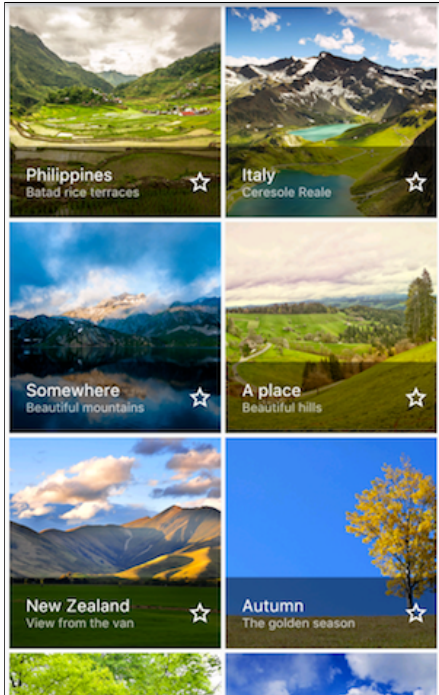 Philippines
Batad rice terraces
Italy
Ceresole Reale
Somewhere
Beautiful mountains
A place
Beautiful hills
New Zealand
View from the van
Autumn
The golden season